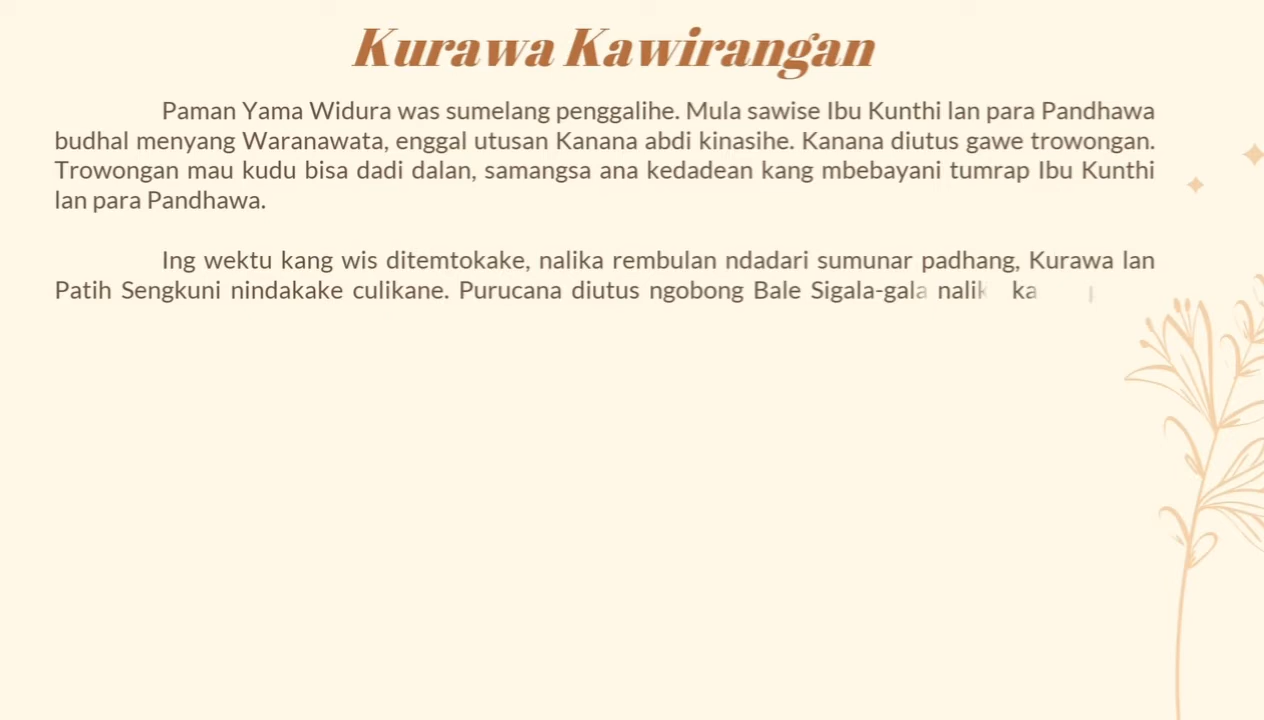 Kurawa Kawirangan
Paman Yama Widura was sumelang penggalihe. Mula sawise Ibu Kunthi lan para Pandhawa
budhal menyang Waranawata, enggal utusan Kanana abdi kinasihe. Kanana diutus gawe trowongan.
Trowongan mau kudu bisa dadi dalan, samangsa ana kedadean kang mbebayani tumrap Ibu Kunthi
lan para Pandhawa.
Ing wektu kang wis ditemtokake, nalika rembulan ndadari sumunar padhang, Kurawa lan
Patih Sengkuni nindakake culikane. Purucana diutus ngobong Bale Sigala-gala